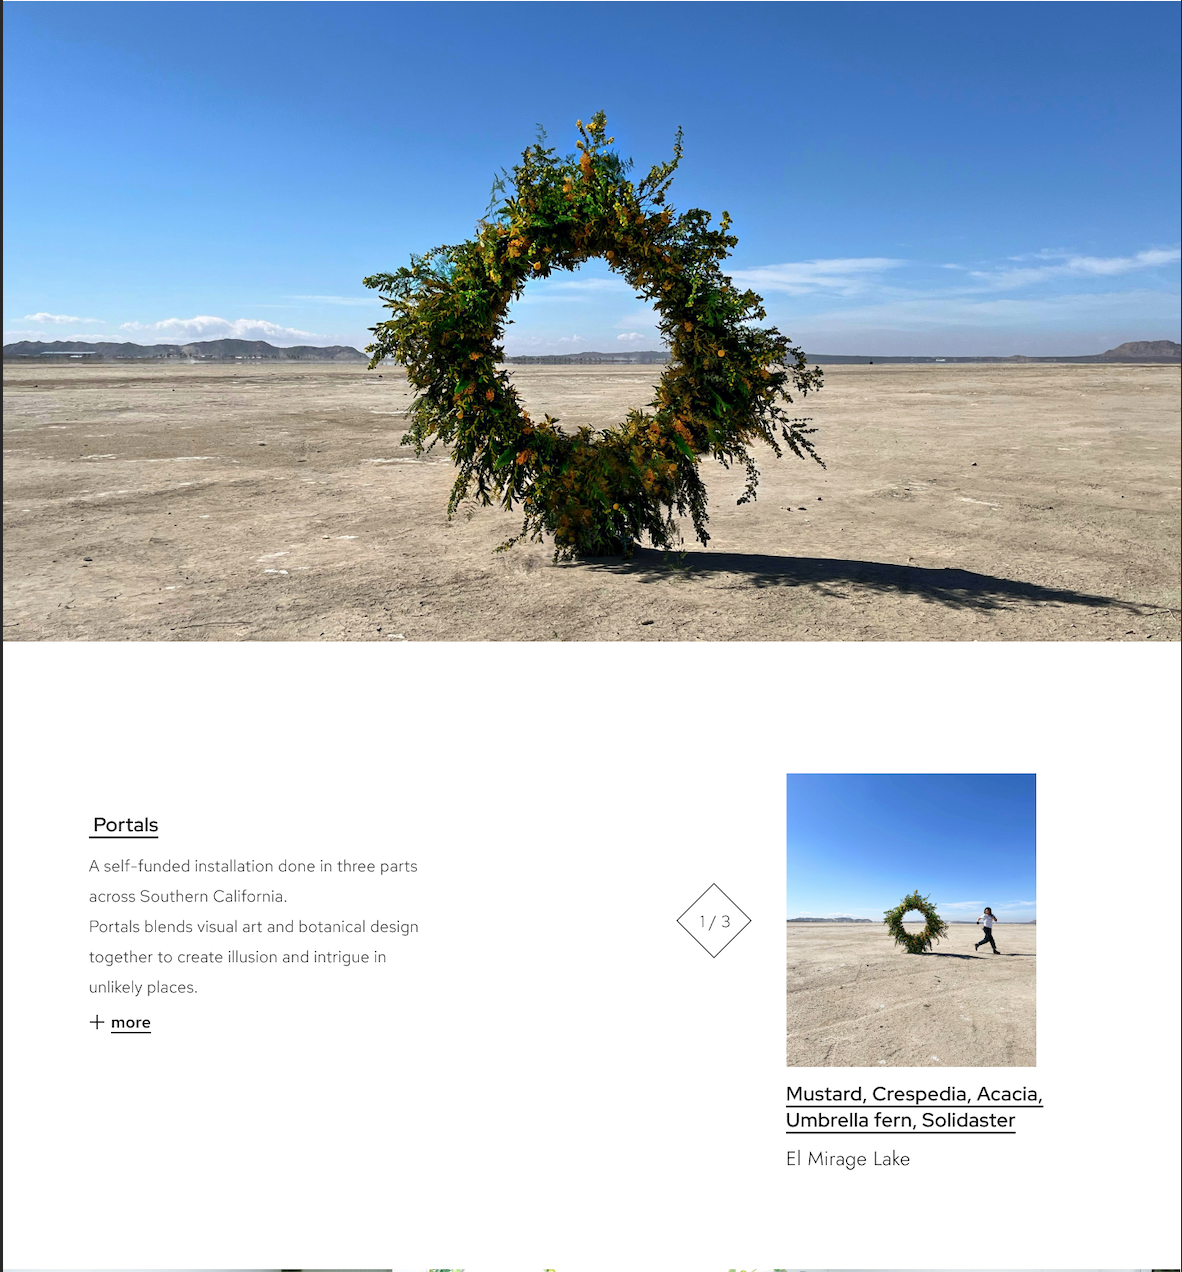 Portals
A self-funded installation done in three parts
across Southern California.
Portals blends visual art and botanical design
together to create illusion and intrigue in
unlikely places.
+ more
1 / 3
Mustard, Crespedia, Acacia,
Umbrella fern, Solidaster
El Mirage Lake